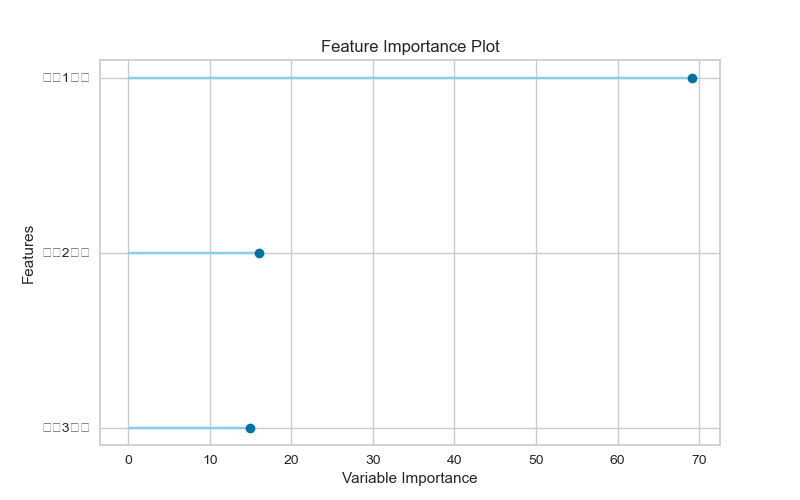 Feature Importance Plot
□□1□□
□□2□□
□□3□□
Features
0 10 20 30 40 50 60 70
Variable Importance